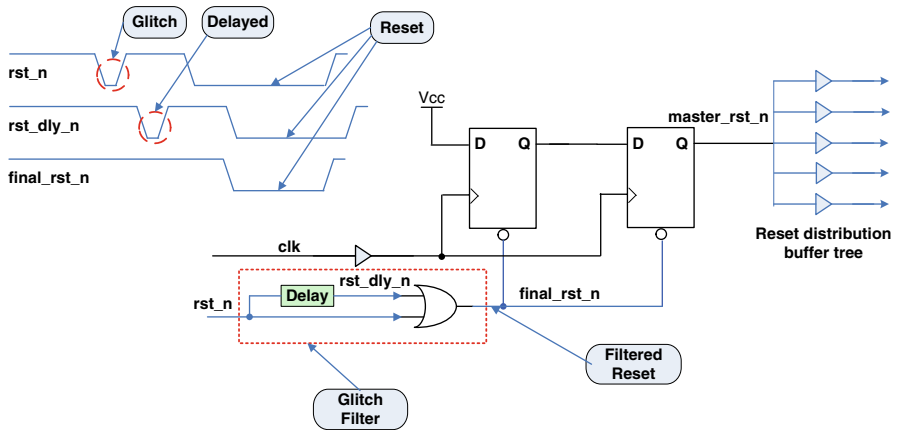 Glitch
Delayed
Reset
rst_n
rst_dly_n
final_rst_n
Vcc
D
Q
D
Q
master_rst_n
Reset distribution
buffer tree
clk
rst_dly_n
Delay
rst_n
final_rst_n
Filtered
Reset
Glitch
Filter